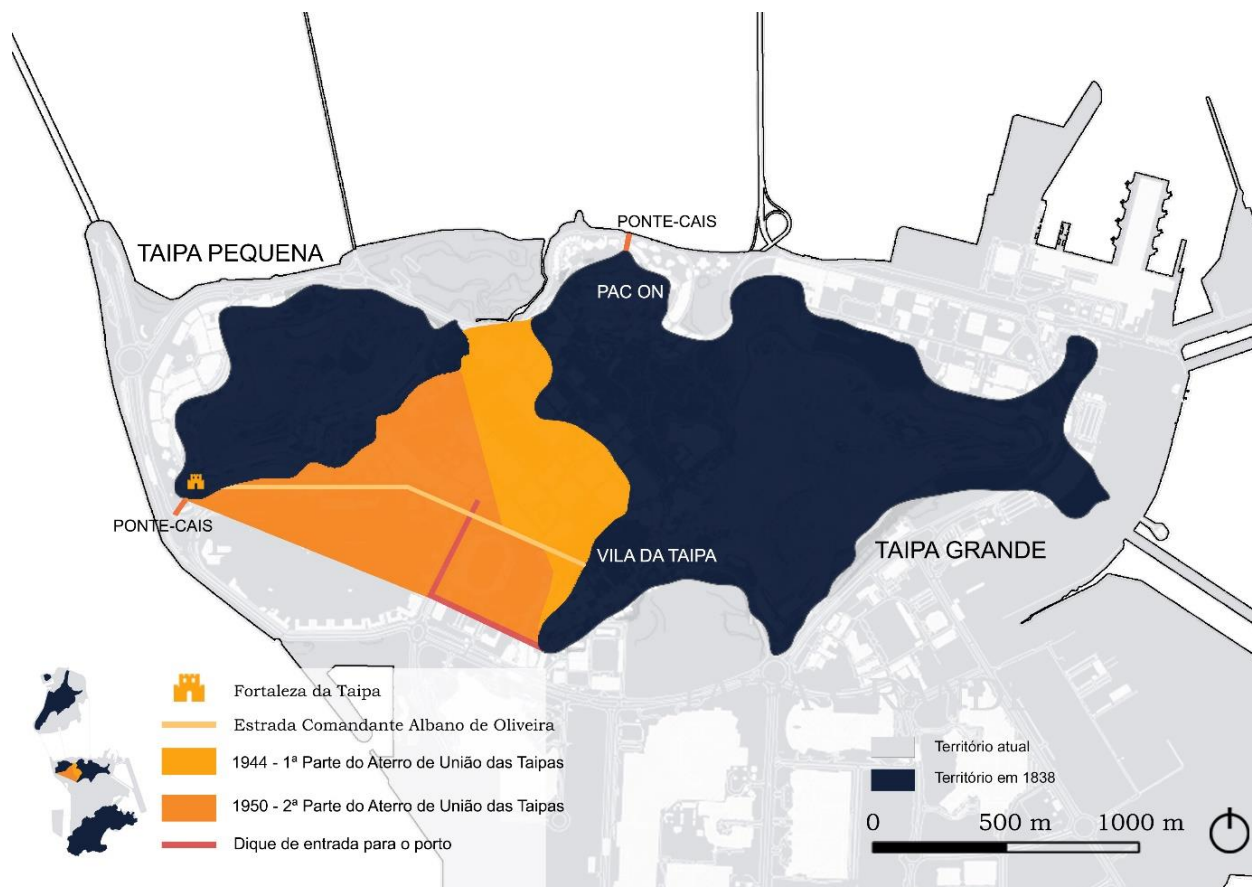 PONTE-CAIS
TAIPA PEQUENA
PAC ON
PONTE-CAIS
VILA DA TAIPA
TAIPA GRANDE
Fortaleza da Taipa
Estrada Comandante Albano de Oliveira
1944 - 1ª Parte do Aterro de União das Taipas
1950 - 2ª Parte do Aterro de União das Taipas
Dique de entrada para o porto
Território atual
Território em 1838
0 500 m 1000 m